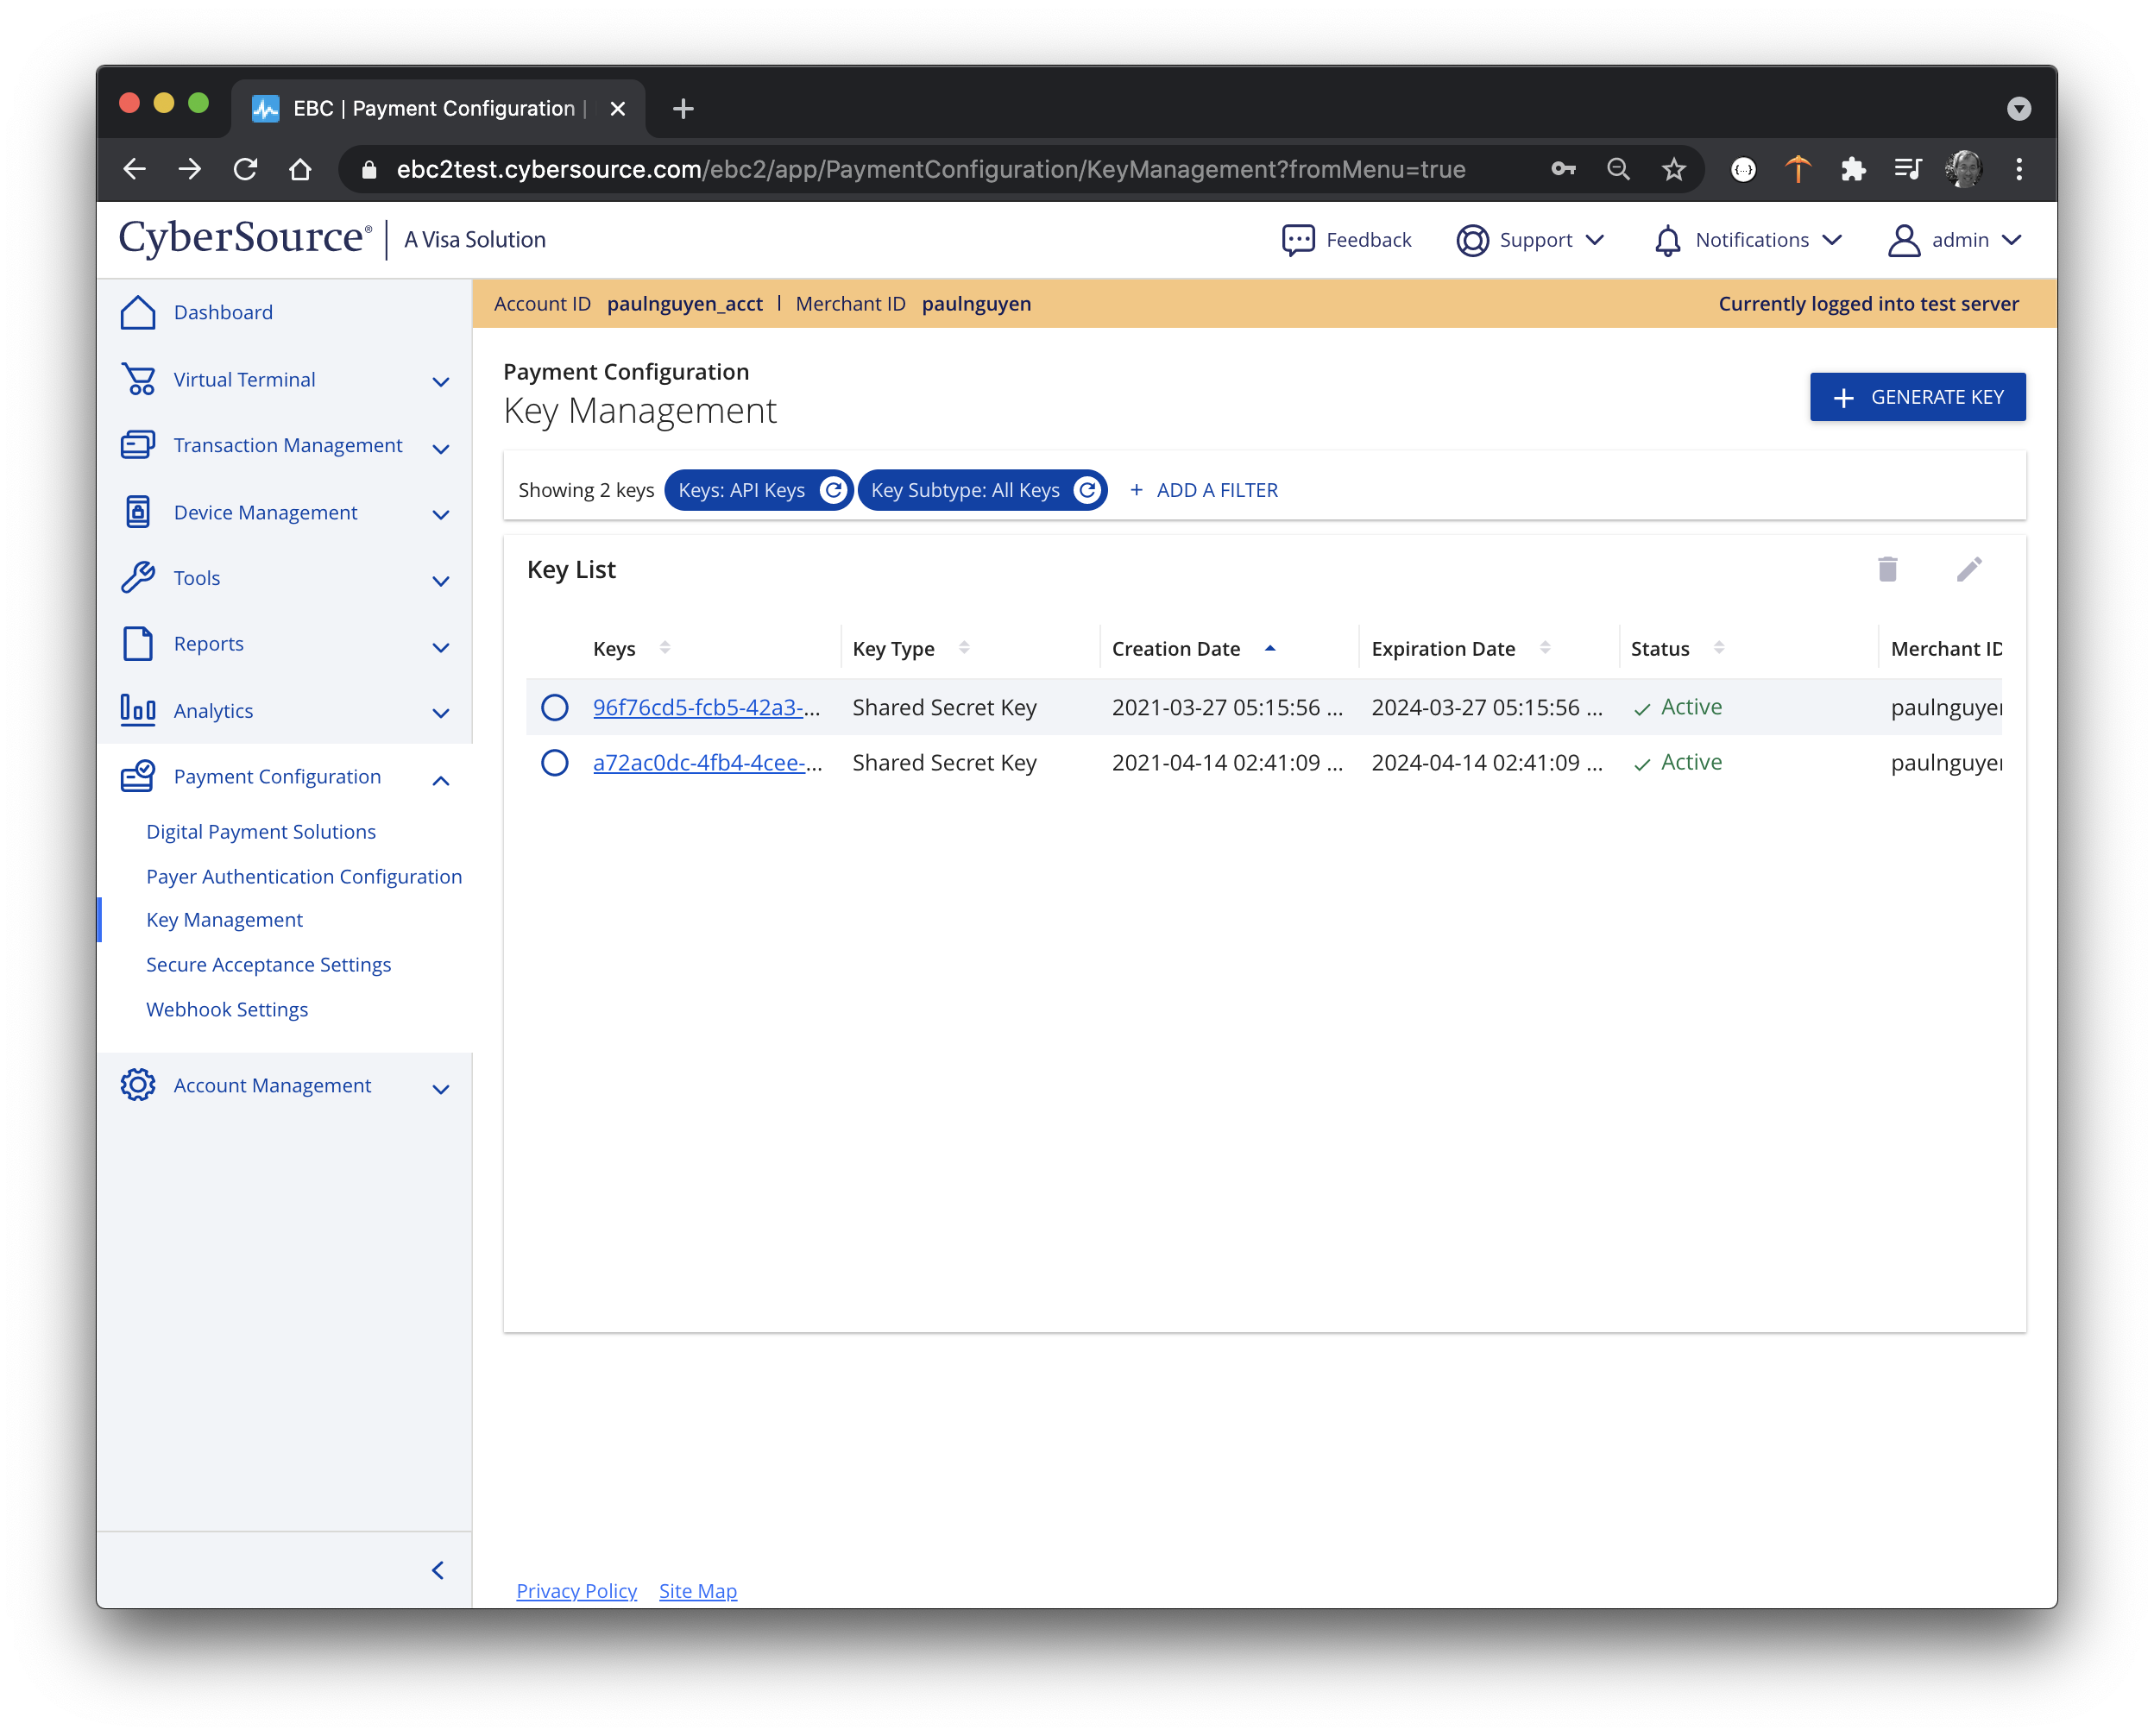 EBC | Payment Configuration |
ebc2test.cybersource.com/ebc2/app/PaymentConfiguration/KeyManagement?fromMenu=true
CyberSource® | A Visa Solution
Feedback
Support
Notifications
admin
Account ID paulnguyen_acct | Merchant ID paulnguyen
Currently logged into test server
Dashboard
Virtual Terminal
Transaction Management
Device Management
Tools
Reports
Analytics
Payment Configuration
Digital Payment Solutions
Payer Authentication Configuration
Key Management
Secure Acceptance Settings
Webhook Settings
Account Management
Payment Configuration
Key Management
+ GENERATE KEY
Showing 2 keys Keys: API Keys Key Subtype: All Keys + ADD A FILTER
Key List
Keys Key Type Creation Date Expiration Date Status Merchant ID
96f76cd5-fcb5-42a3-... Shared Secret Key 2021-03-27 05:15:56 ... 2024-03-27 05:15:56 ... Active paulnguyen
a72ac0dc-4fb4-4cee-... Shared Secret Key 2021-04-14 02:41:09 ... 2024-04-14 02:41:09 ... Active paulnguyen
Privacy Policy Site Map